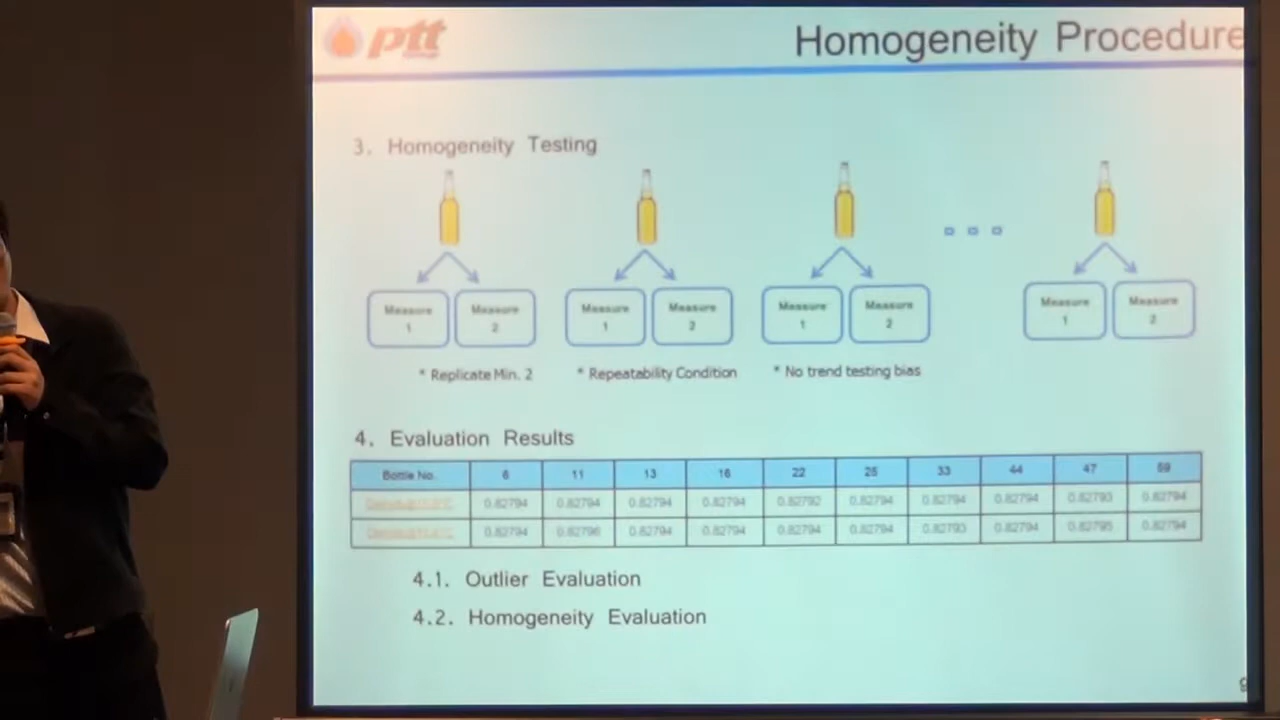 ptt
Homogeneity Procedure
3. Homogeneity Testing
Measure 1 Measure 2 Measure 1 Measure 2 Measure 1 Measure 2 Measure 1 Measure 2
* Replicate Min. 2 * Repeatability Condition * No trend testing bias
4. Evaluation Results
Bottle No. 6 11 13 16 22 25 33 44 47 59
0.82794 0.82794 0.82794 0.82794 0.82792 0.82794 0.82794 0.82794 0.82793 0.82794
0.82794 0.82796 0.82794 0.82794 0.82794 0.82794 0.82793 0.82794 0.82795 0.82794
4.1. Outlier Evaluation
4.2. Homogeneity Evaluation